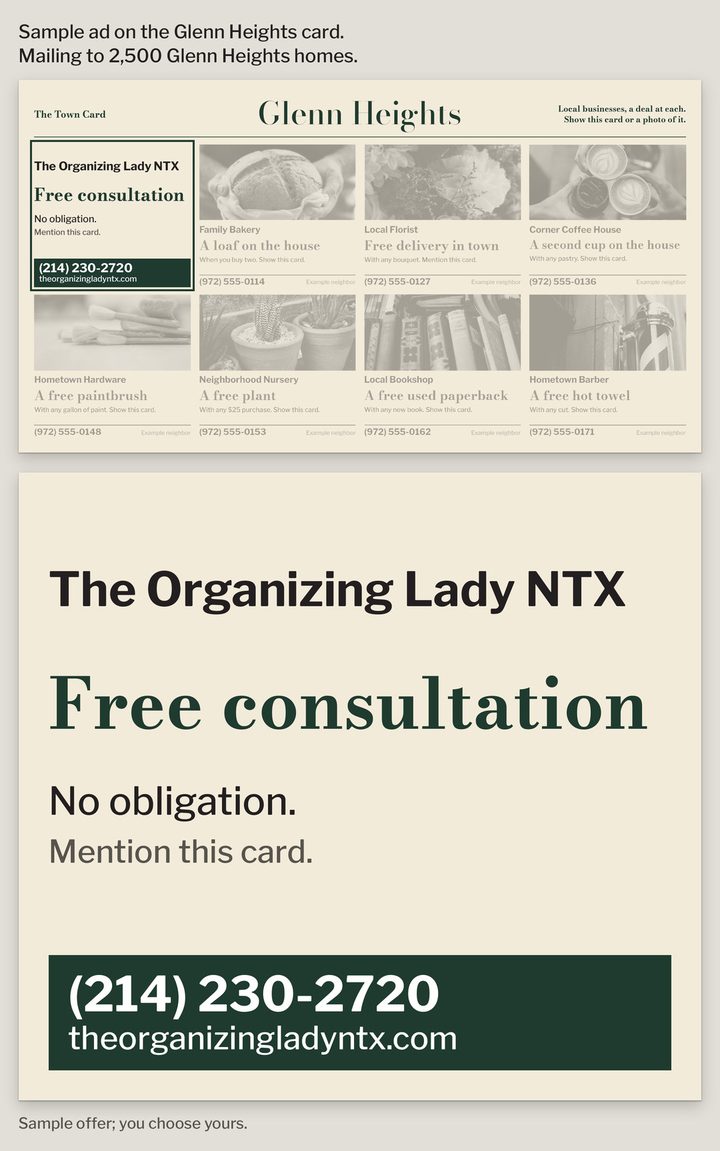 Sample ad on the Glenn Heights card.
Mailing to 2,500 Glenn Heights homes.
The Town Card
Glenn Heights
Local businesses, a deal at each.
Show this card or a photo of it.
The Organizing Lady NTX
Free consultation
No obligation.
Mention this card.
(214) 230-2720
theorganizingladyntx.com
Family Bakery
A loaf on the house
When you buy two. Show this card.
(972) 555-0114
Example neighbor
Local Florist
Free delivery in town
With any bouquet. Mention this card.
(972) 555-0127
Example neighbor
Corner Coffee House
A second cup on the house
With any pastry. Show this card.
(972) 555-0136
Example neighbor
Hometown Hardware
A free paintbrush
With any gallon of paint. Show this card.
(972) 555-0148
Example neighbor
Neighborhood Nursery
A free plant
With any $25 purchase. Show this card.
(972) 555-0153
Example neighbor
Local Bookshop
A free used paperback
With any new book. Show this card.
(972) 555-0162
Example neighbor
Hometown Barber
A free hot towel
With any cut. Show this card.
(972) 555-0171
Example neighbor
The Organizing Lady NTX
Free consultation
No obligation.
Mention this card.
(214) 230-2720
theorganizingladyntx.com
Sample offer; you choose yours.